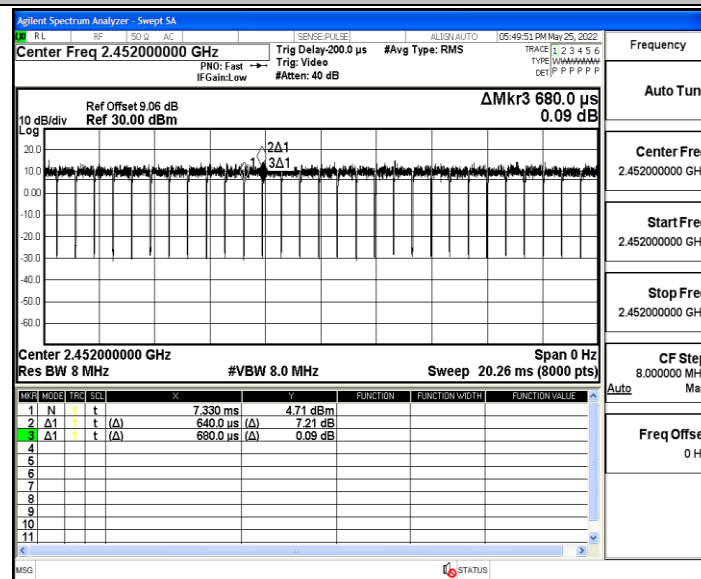 Agilent Spectrum Analyzer - Swept SA
RL RF 50 Ω AC SENSE:PULSE ALIGN AUTO 05:49:51 PM May 25, 2022
Center Freq 2.452000000 GHz
PNO: Fast
IFGain:Low
Trig Delay-200.0 µs
Trig: Video
#Atten: 40 dB
#Avg Type: RMS
TRACE 1 2 3 4 5 6
TYPE WWWWWW
DET P P P P P P
Ref Offset 9.06 dB
10 dB/div Ref 30.00 dBm
Log
ΔMkr3 680.0 µs
0.09 dB
20.0
10.0
0.00
-10.0
-20.0
-30.0
-40.0
-50.0
-60.0
2Δ1
1 3Δ1
Center 2.452000000 GHz Span 0 Hz
Res BW 8 MHz #VBW 8.0 MHz Sweep 20.26 ms (8000 pts)
MKR MODE TRC SCL X Y FUNCTION FUNCTION WIDTH FUNCTION VALUE
1 N 1 t 7.330 ms 4.71 dBm
2 Δ1 1 t (Δ) 640.0 µs (Δ) 7.21 dB
3 Δ1 1 t (Δ) 680.0 µs (Δ) 0.09 dB
4
5
6
7
8
9
10
11
MSG STATUS
Frequency
Auto Tun
Center Fre
2.452000000 GH
Start Fre
2.452000000 GH
Stop Fre
2.452000000 GH
CF Step
8.000000 MH
Auto Ma
Freq Offse
0 H